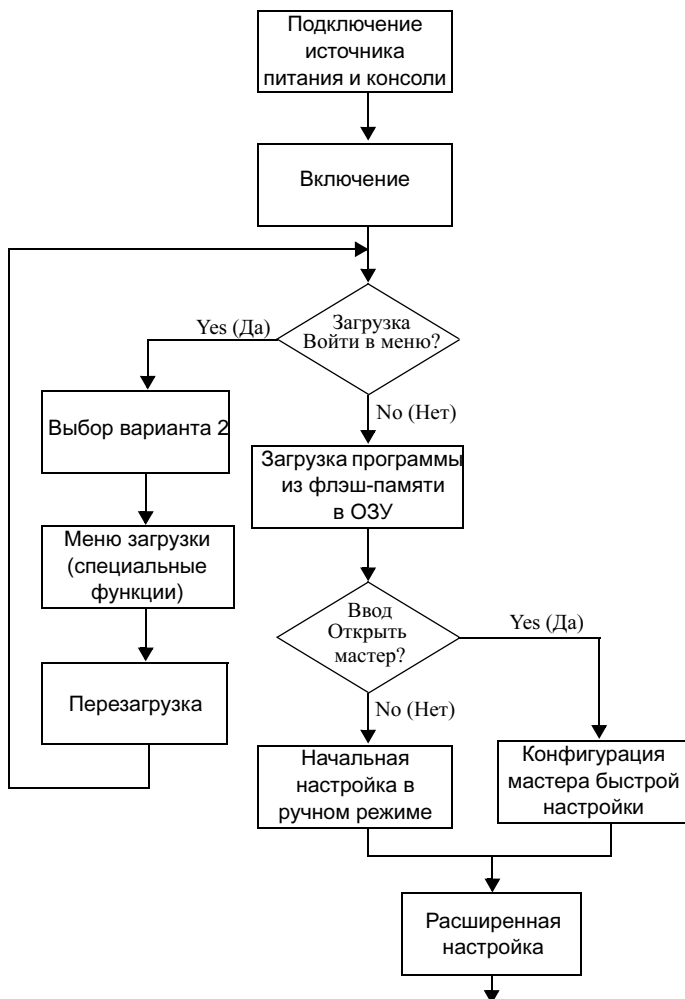 Подключение
источника
питания и консоли
Включение
Загрузка
Войти в меню?
Yes (Да)
No (Нет)
Выбор варианта 2
Загрузка программы
из флэш-памяти
в ОЗУ
Меню загрузки
(специальные
функции)
Ввод
Открыть
мастер?
Yes (Да)
No (Нет)
Перезагрузка
Начальная
настройка в
ручном режиме
Конфигурация
мастера быстрой
настройки
Расширенная
настройка